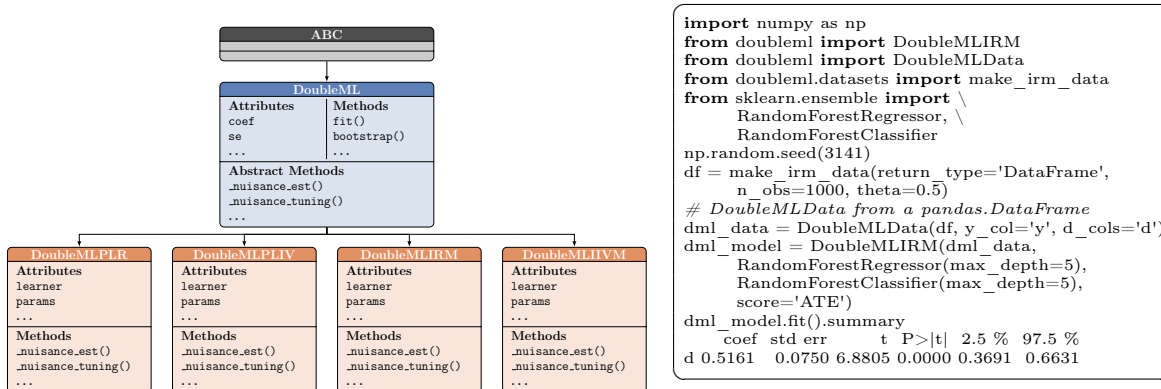 ABC
DoubleML
Attributes
coef
se
...
Methods
fit()
bootstrap()
...
Abstract Methods
_nuisance_est()
_nuisance_tuning()
...
DoubleMLPLR
Attributes
learner
params
...
Methods
_nuisance_est()
_nuisance_tuning()
...
DoubleMLPLIV
Attributes
learner
params
...
Methods
_nuisance_est()
_nuisance_tuning()
...
DoubleMLIRM
Attributes
learner
params
...
Methods
_nuisance_est()
_nuisance_tuning()
...
DoubleMLIIVM
Attributes
learner
params
...
Methods
_nuisance_est()
_nuisance_tuning()
...
import numpy as np
from doubleml import DoubleMLIRM
from doubleml import DoubleMLData
from doubleml.datasets import make_irm_data
from sklearn.ensemble import \
RandomForestRegressor, \
RandomForestClassifier
np.random.seed(3141)
df = make_irm_data(return_type='DataFrame',
n_obs=1000, theta=0.5)
# DoubleMLData from a pandas.DataFrame
dml_data = DoubleMLData(df, y_col='y', d_cols='d')
dml_model = DoubleMLIRM(dml_data,
RandomForestRegressor(max_depth=5),
RandomForestClassifier(max_depth=5),
score='ATE')
dml_model.fit().summary
coef std err t P>|t| 2.5 % 97.5 %
d 0.5161 0.0750 6.8805 0.0000 0.3691 0.6631